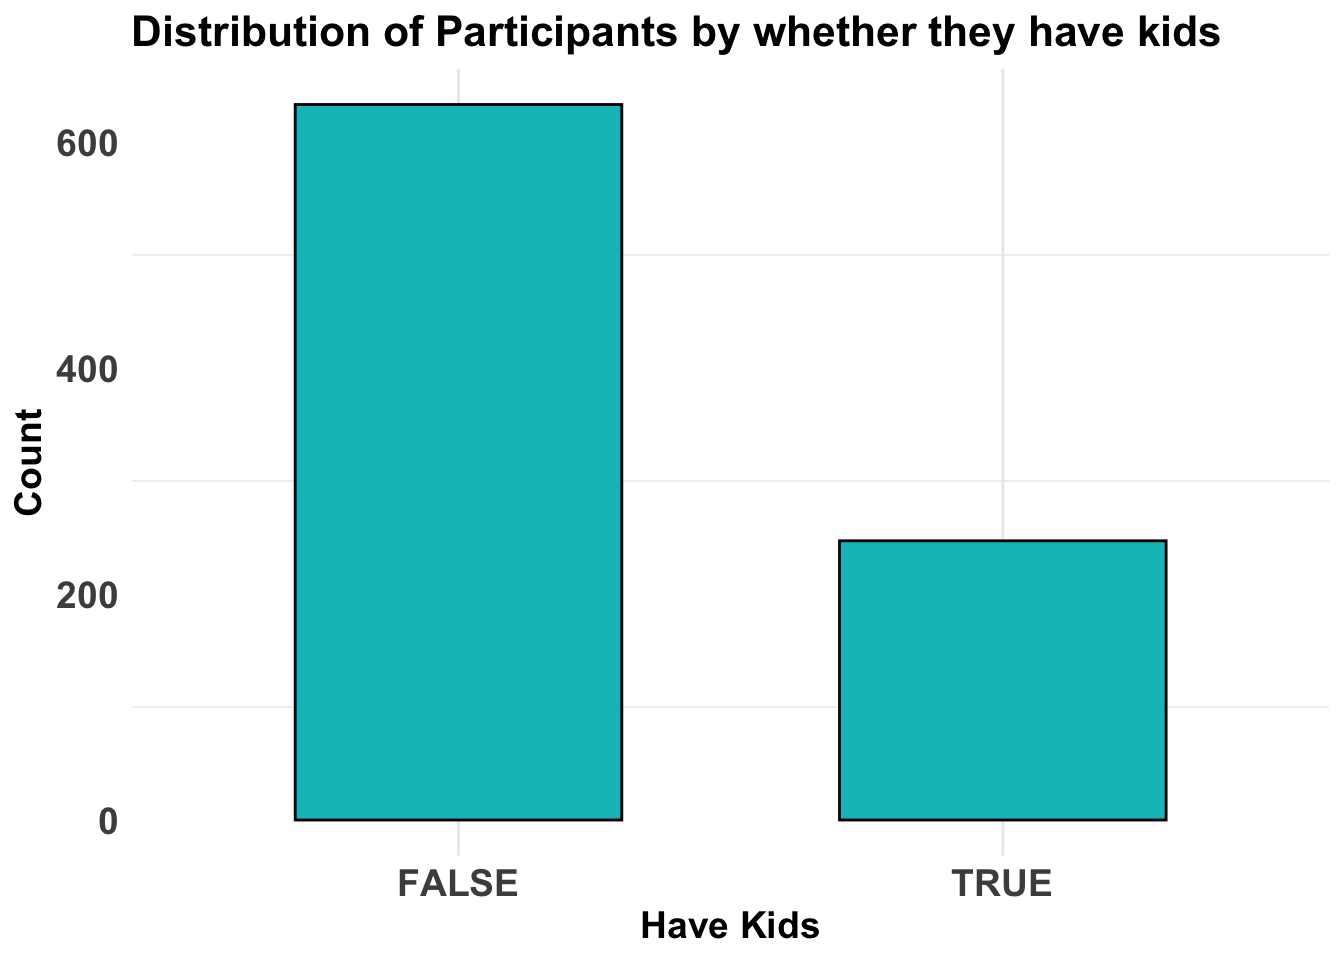 Distribution of Participants by whether they have kids
600
400
200
0
Count
FALSE
TRUE
Have Kids